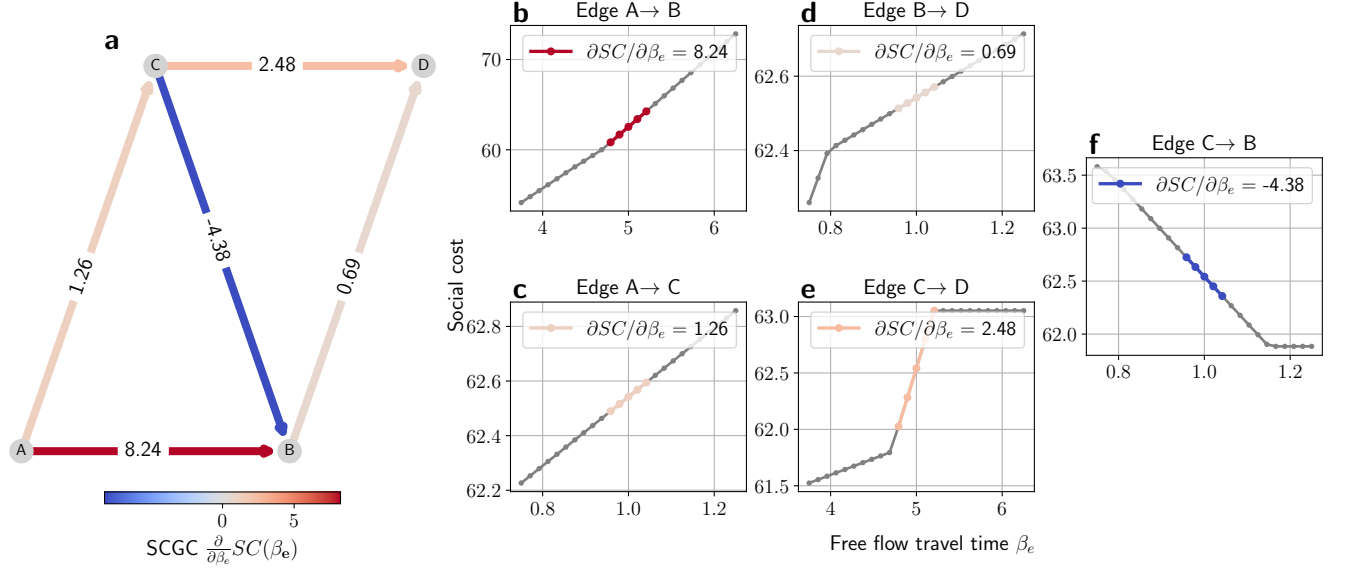 a
C
D
A
B
2.48
1.26
-4.38
0.69
8.24
0
5
SCGC ∂/∂β_e SC(β_e)
b
Edge A→ B
∂SC/∂β_e = 8.24
70
60
4
5
6
d
Edge B→ D
∂SC/∂β_e = 0.69
62.6
62.4
0.8
1.0
1.2
Social cost
c
Edge A→ C
∂SC/∂β_e = 1.26
62.8
62.6
62.4
62.2
0.8
1.0
1.2
e
Edge C→ D
∂SC/∂β_e = 2.48
63.0
62.5
62.0
61.5
4
5
6
f
Edge C→ B
∂SC/∂β_e = -4.38
63.5
63.0
62.5
62.0
0.8
1.0
1.2
Free flow travel time β_e